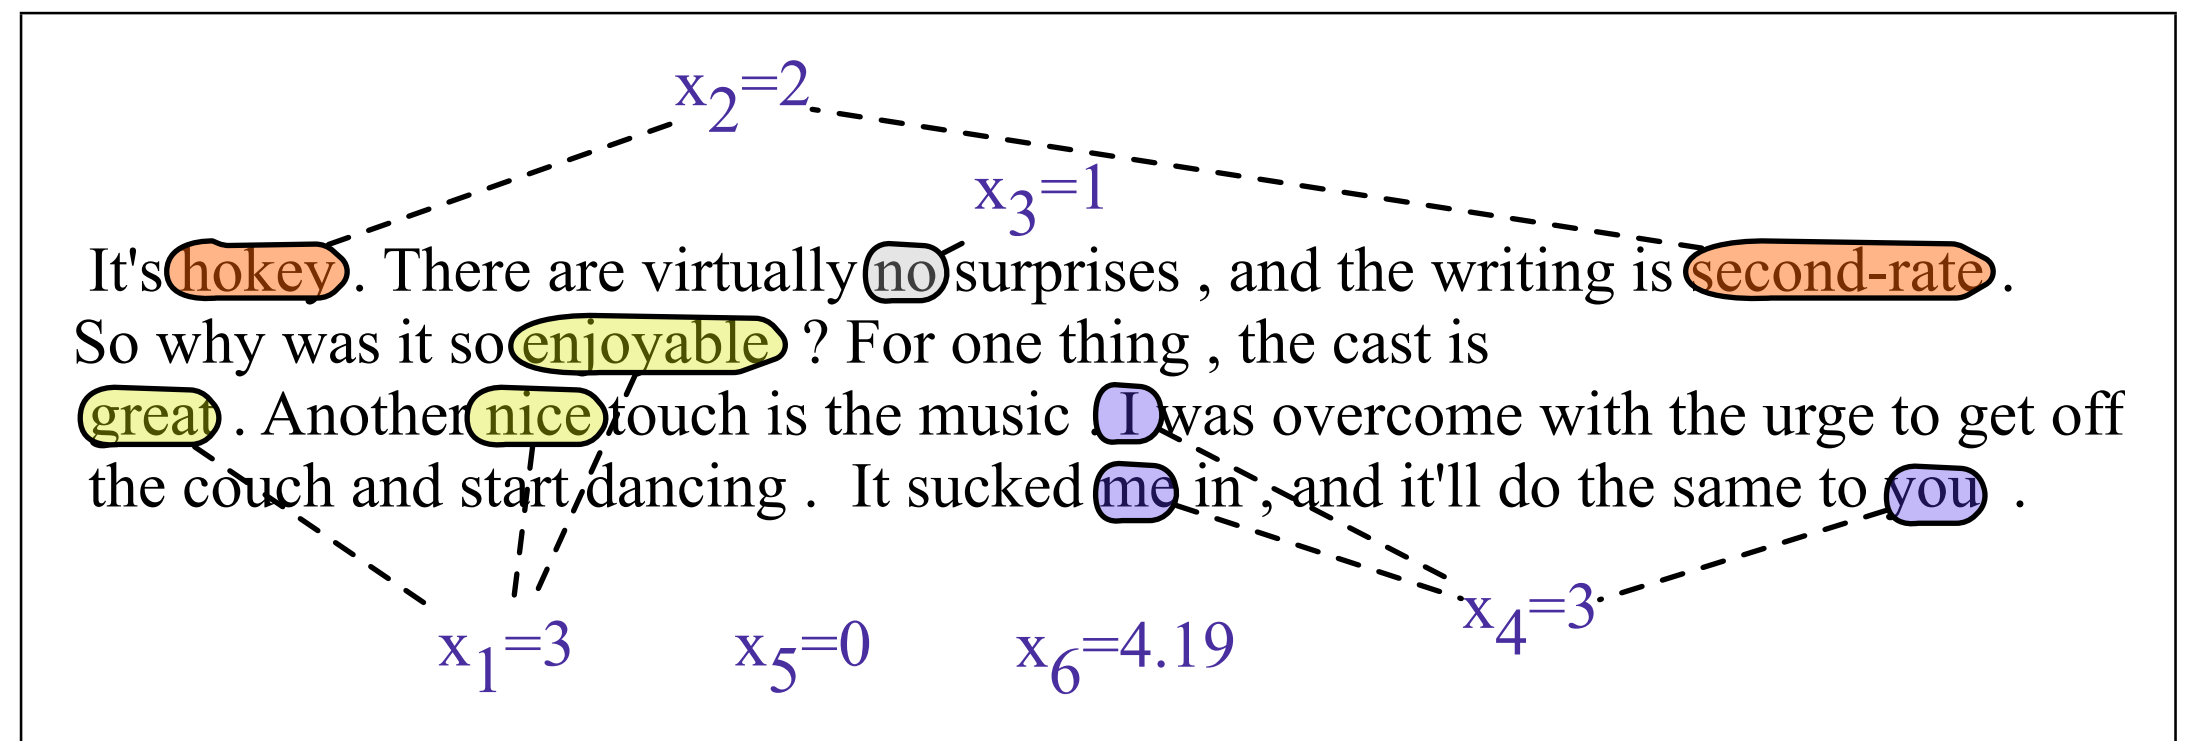 x2=2
x3=1
It's hokey . There are virtually no surprises , and the writing is second-rate .
So why was it so enjoyable ? For one thing , the cast is
great . Another nice touch is the music . I was overcome with the urge to get off
the couch and start dancing . It sucked me in , and it'll do the same to you .
x4=3
x1=3 x5=0 x6=4.19